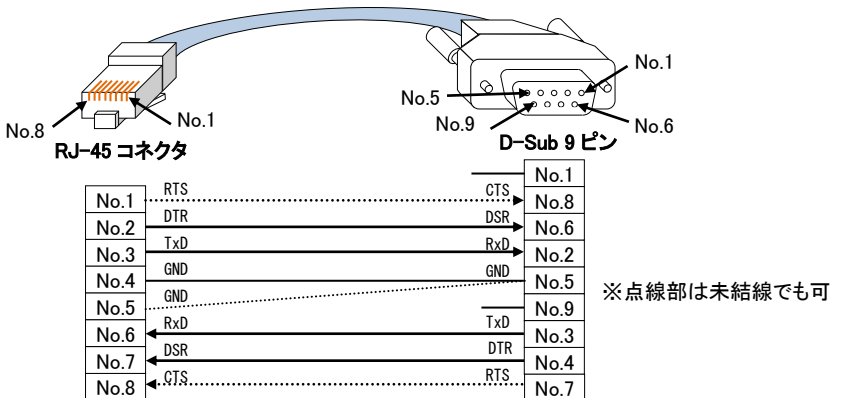 No.1
No.5
No.9
No.6
No.8
No.1
RJ-45 コネクタ
D-Sub 9 ピン
No.1
No.1 RTS CTS No.8
No.2 DTR DSR No.6
No.3 TxD RxD No.2
No.4 GND GND No.5
※点線部は未結線でも可
No.5 GND No.9
No.6 RxD TxD No.3
No.7 DSR DTR No.4
No.8 CTS RTS No.7